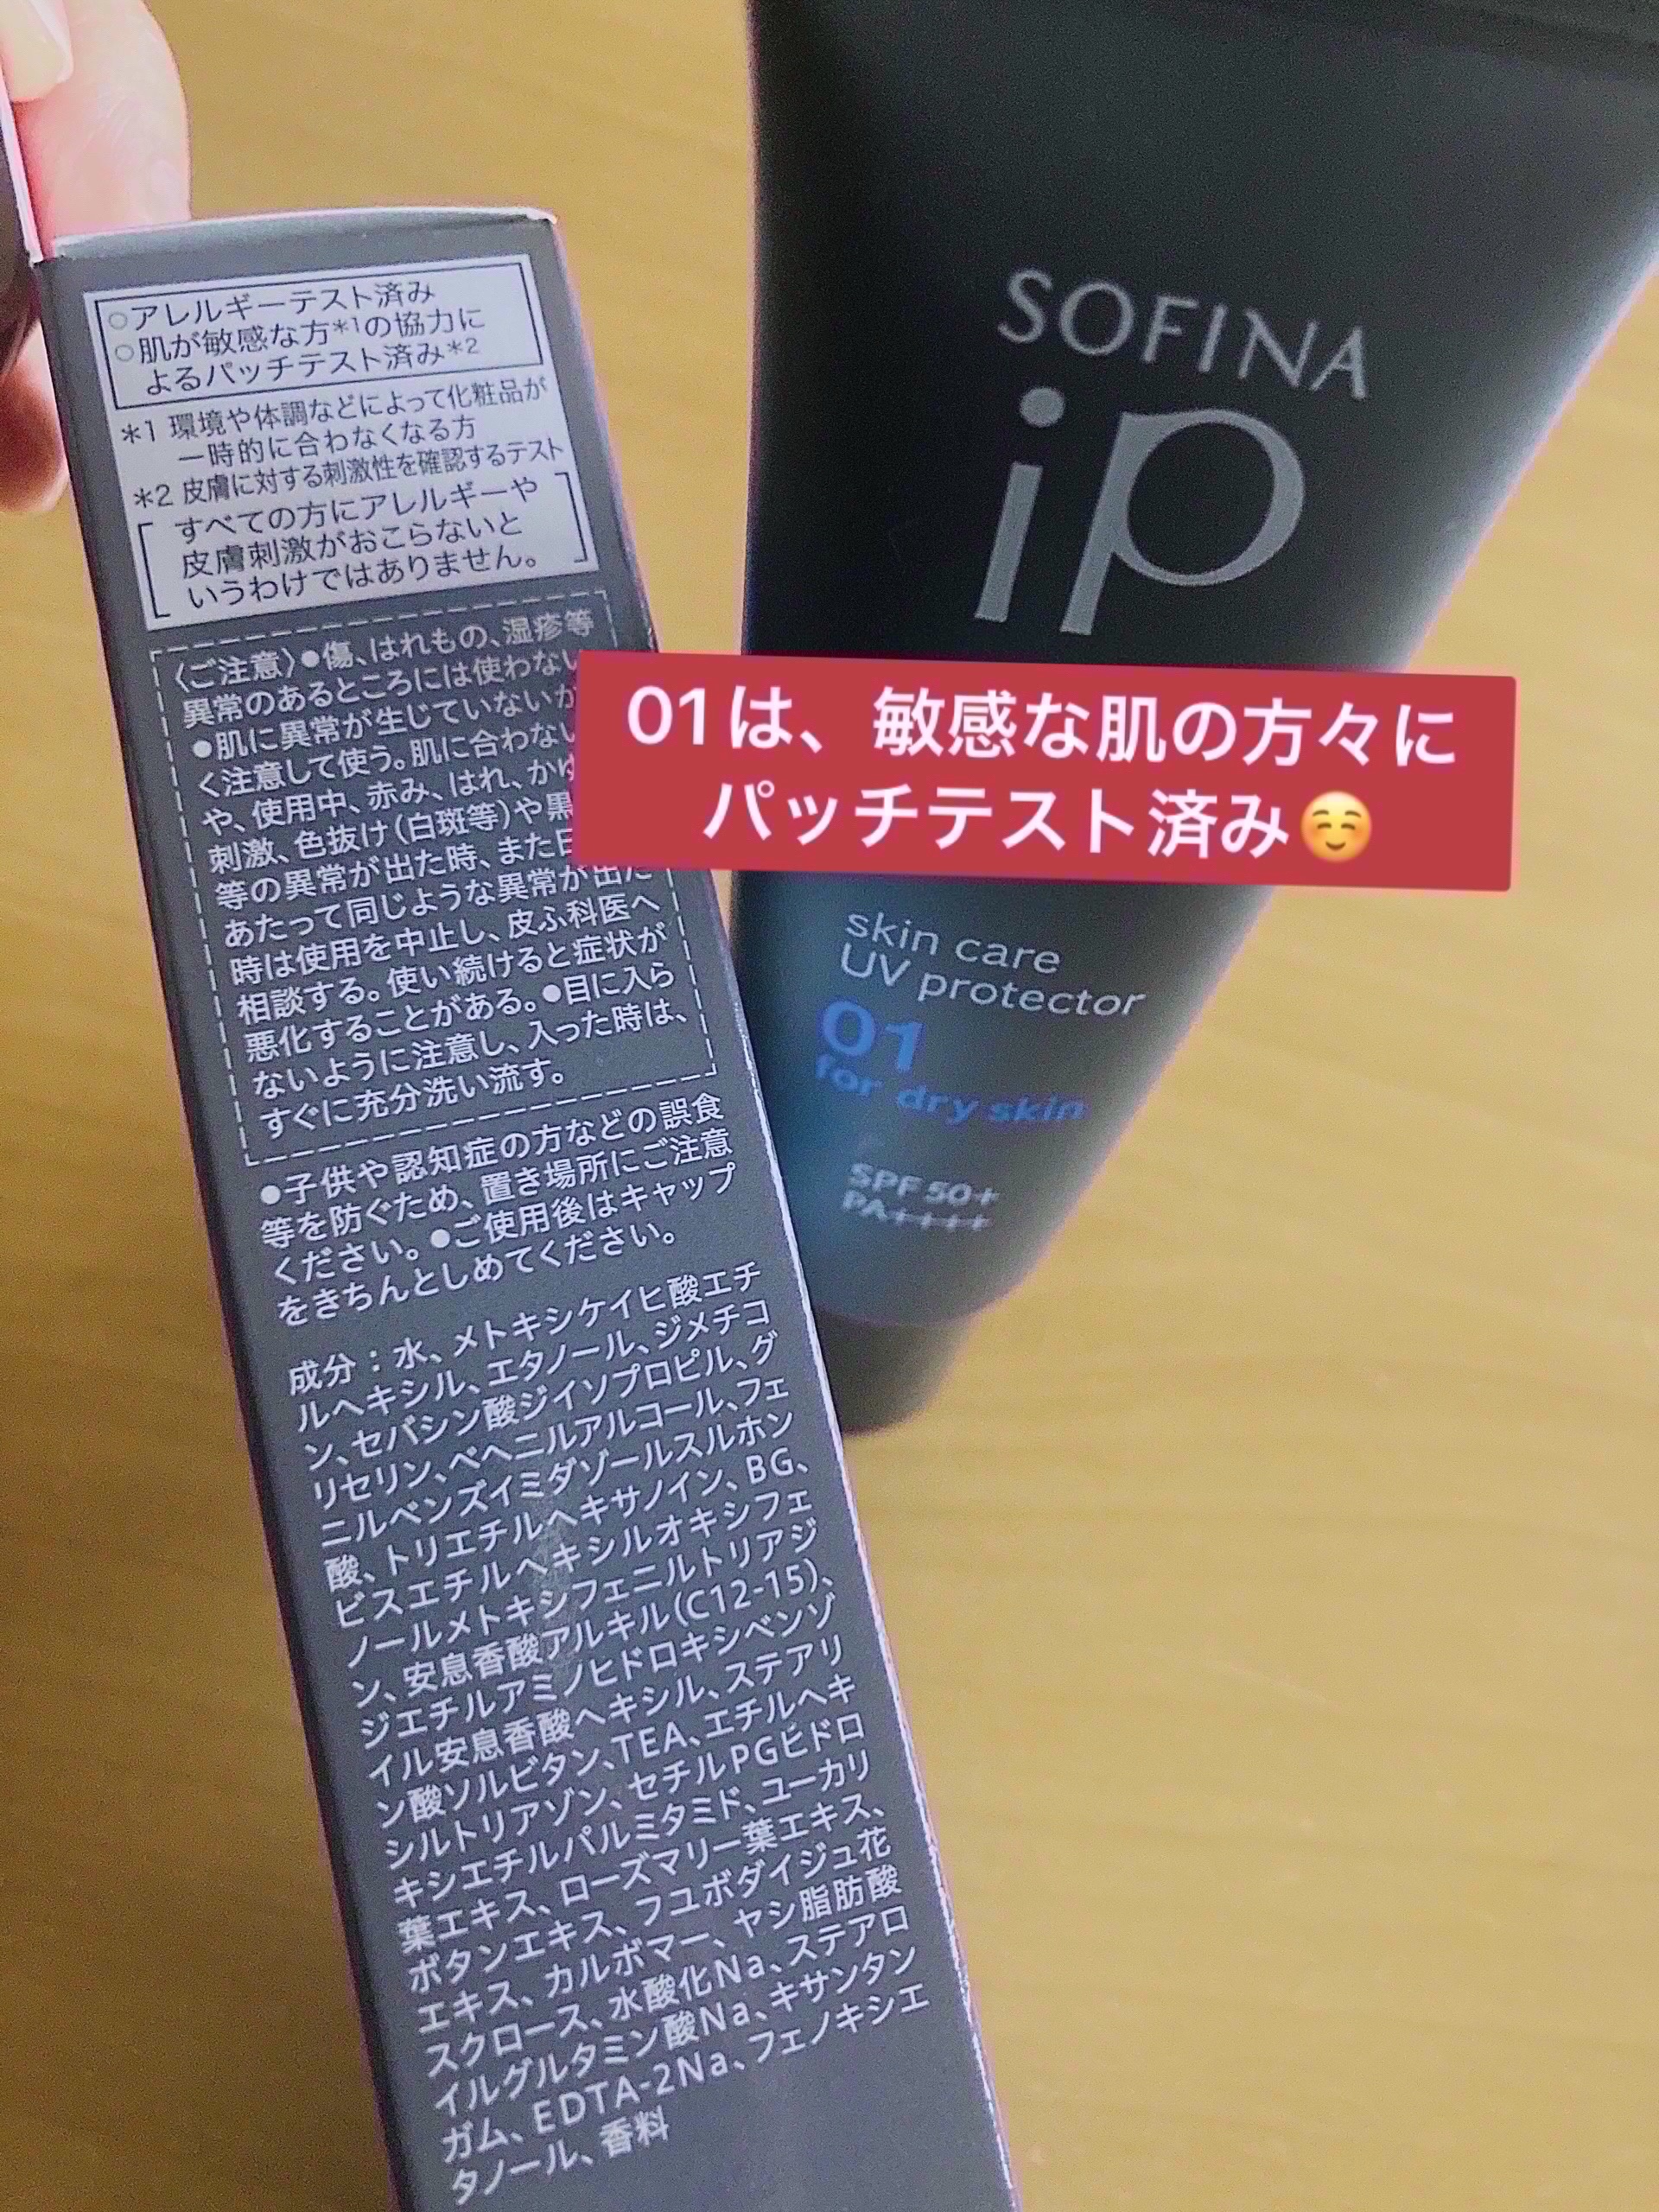 ○アレルギーテスト済み
○肌が敏感な方*1の協力に
よるパッチテスト済み*2
*1 環境や体調などによって化粧品が
一時的に合わなくなる方
*2 皮膚に対する刺激性を確認するテスト
すべての方にアレルギーや
皮膚刺激がおこらないと
いうわけではありません。
〈ご注意〉●傷、はれもの、湿疹等
異常のあるところには使わない
●肌に異常が生じていないか
く注意して使う。肌に合わない
や、使用中、赤み、はれ、かゆ
刺激、色抜け(白斑等)や黒
等の異常が出た時、また日
あたって同じような異常が出た
時は使用を中止し、皮ふ科医へ
相談する。使い続けると症状が
悪化することがある。●目に入ら
ないように注意し、入った時は、
すぐに充分洗い流す。
●子供や認知症の方などの誤食
等を防ぐため、置き場所にご注意
ください。●ご使用後はキャップ
をきちんとしめてください。
成分：水、メトキシケイヒ酸エチ
ルヘキシル、エタノール、ジメチコ
ン、セバシン酸ジイソプロピル、グ
リセリン、ベヘニルアルコール、フェ
ニルベンズイミダゾールスルホン
酸、トリエチルヘキサノイン、BG、
ビスエチルヘキシルオキシフェ
ノールメトキシフェニルトリアジ
ン、安息香酸アルキル(C12-15)、
ジエチルアミノヒドロキシベンゾ
イル安息香酸ヘキシル、ステアリ
ン酸ソルビタン、TEA、エチルヘキ
シルトリアゾン、セチルPGヒドロ
キシエチルパルミタミド、ユーカリ
葉エキス、ローズマリー葉エキス、
ボタンエキス、フユボダイジュ花
エキス、カルボマー、ヤシ脂肪酸
スクロース、水酸化Na、ステアロ
イルグルタミン酸Na、キサンタン
ガム、EDTA-2Na、フェノキシエ
タノール、香料
SOFINA
iP
01は、敏感な肌の方々に
パッチテスト済み☺️
skin care
UV protector
01
for dry skin
SPF 50+
PA++++